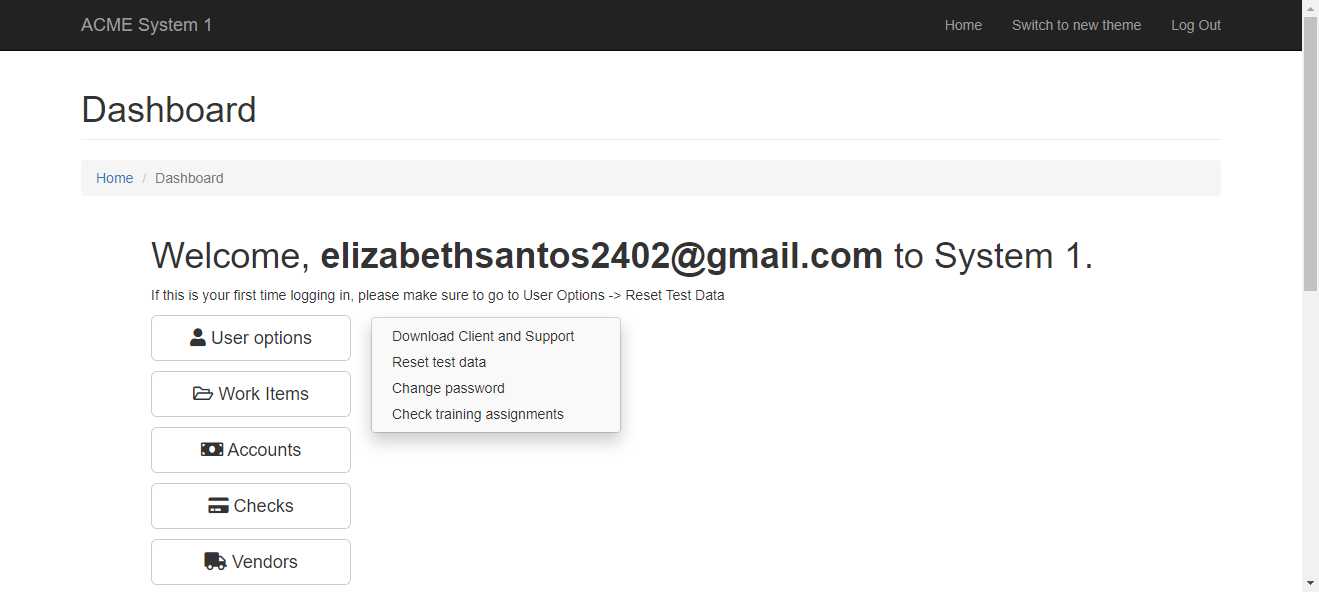 ACME System 1
Home
Switch to new theme
Log Out
Dashboard
Home / Dashboard
Welcome, elizabethsantos2402@gmail.com to System 1.
If this is your first time logging in, please make sure to go to User Options -> Reset Test Data
User options
Download Client and Support
Reset test data
Change password
Check training assignments
Work Items
Accounts
Checks
Vendors